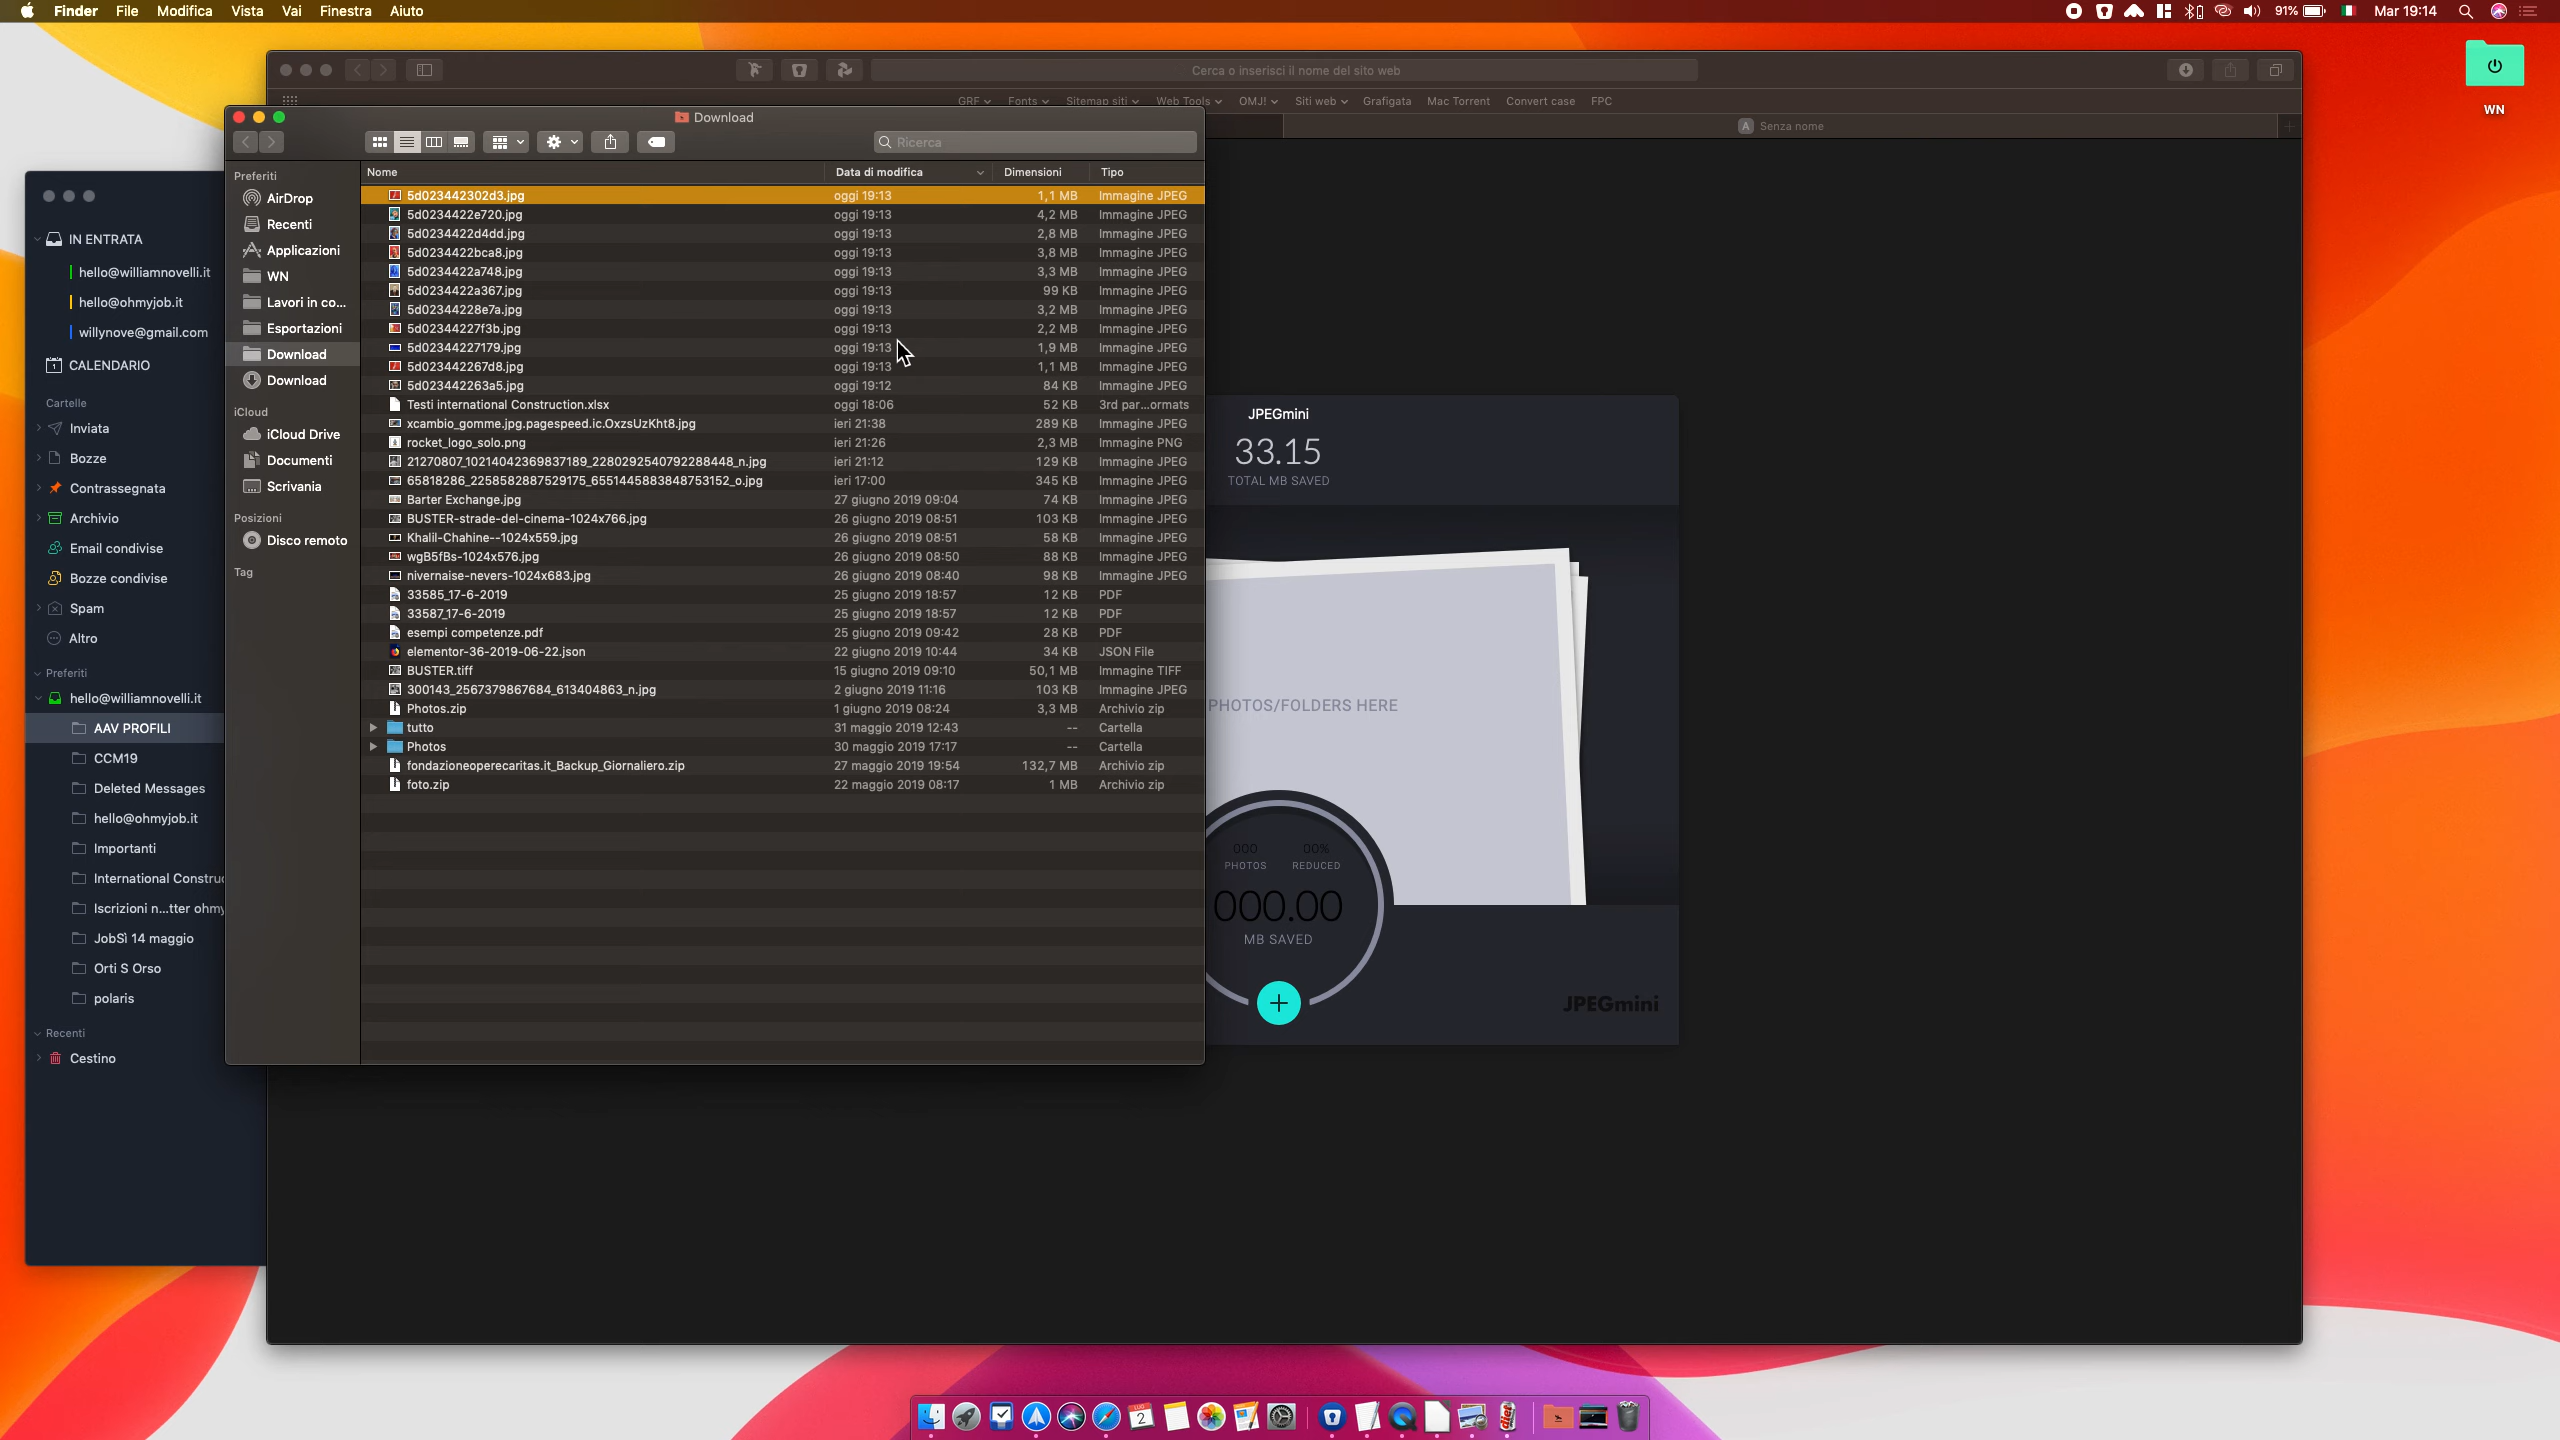 Finder File Modifica Vista Vai Finestra Aiuto
91% Mar 19:14
WN
Cerca o inserisci il nome del sito web
GRF Fonts Sitemap siti Web Tools OMJ! Siti web Grafigata Mac Torrent Convert case FPC
A Senza nome
IN ENTRATA
hello@williamnovelli.it
hello@ohmyjob.it
willynove@gmail.com
CALENDARIO
Cartelle
Inviata
Bozze
Contrassegnata
Archivio
Email condivise
Bozze condivise
Spam
Altro
Preferiti
hello@williamnovelli.it
AAV PROFILI
CCM19
Deleted Messages
hello@ohmyjob.it
Importanti
International Construc
Iscrizioni n...tter ohmy
JobSì 14 maggio
Orti S Orso
polaris
Recenti
Cestino
Download
Ricerca
Preferiti
AirDrop
Recenti
Applicazioni
WN
Lavori in co...
Esportazioni
Download
Download
iCloud
iCloud Drive
Documenti
Scrivania
Posizioni
Disco remoto
Tag
Nome Data di modifica Dimensioni Tipo
5d023442302d3.jpg oggi 19:13 1,1 MB Immagine JPEG
5d0234422e720.jpg oggi 19:13 4,2 MB Immagine JPEG
5d0234422d4dd.jpg oggi 19:13 2,8 MB Immagine JPEG
5d0234422bca8.jpg oggi 19:13 3,8 MB Immagine JPEG
5d0234422a748.jpg oggi 19:13 3,3 MB Immagine JPEG
5d0234422a367.jpg oggi 19:13 99 KB Immagine JPEG
5d02344228e7a.jpg oggi 19:13 3,2 MB Immagine JPEG
5d02344227f3b.jpg oggi 19:13 2,2 MB Immagine JPEG
5d02344227179.jpg oggi 19:13 1,9 MB Immagine JPEG
5d023442267d8.jpg oggi 19:13 1,1 MB Immagine JPEG
5d023442263a5.jpg oggi 19:12 84 KB Immagine JPEG
Testi international Construction.xlsx oggi 18:06 52 KB 3rd par...ormats
xcambio_gomme.jpg.pagespeed.ic.OxzsUzKht8.jpg ieri 21:38 289 KB Immagine JPEG
rocket_logo_solo.png ieri 21:26 2,3 MB Immagine PNG
21270807_10214042369837189_2280292540792288448_n.jpg ieri 21:12 129 KB Immagine JPEG
65818286_2258582887529175_6551445883848753152_o.jpg ieri 17:00 345 KB Immagine JPEG
Barter Exchange.jpg 27 giugno 2019 09:04 74 KB Immagine JPEG
BUSTER-strade-del-cinema-1024x766.jpg 26 giugno 2019 08:51 103 KB Immagine JPEG
Khalil-Chahine--1024x559.jpg 26 giugno 2019 08:51 58 KB Immagine JPEG
wgB5fBs-1024x576.jpg 26 giugno 2019 08:50 88 KB Immagine JPEG
nivernaise-nevers-1024x683.jpg 26 giugno 2019 08:40 98 KB Immagine JPEG
33585_17-6-2019 25 giugno 2019 18:57 12 KB PDF
33587_17-6-2019 25 giugno 2019 18:57 12 KB PDF
esempi competenze.pdf 25 giugno 2019 09:42 28 KB PDF
elementor-36-2019-06-22.json 22 giugno 2019 10:44 34 KB JSON File
BUSTER.tiff 15 giugno 2019 09:10 50,1 MB Immagine TIFF
300143_2567379867684_613404863_n.jpg 2 giugno 2019 11:16 103 KB Immagine JPEG
Photos.zip 1 giugno 2019 08:24 3,3 MB Archivio zip
tutto 31 maggio 2019 12:43 -- Cartella
Photos 30 maggio 2019 17:17 -- Cartella
fondazioneoperecaritas.it_Backup_Giornaliero.zip 27 maggio 2019 19:54 132,7 MB Archivio zip
foto.zip 22 maggio 2019 08:17 1 MB Archivio zip
JPEGmini
33.15
TOTAL MB SAVED
PHOTOS/FOLDERS HERE
000 00%
PHOTOS REDUCED
000.00
MB SAVED
JPEGmini
LUG
2
diet